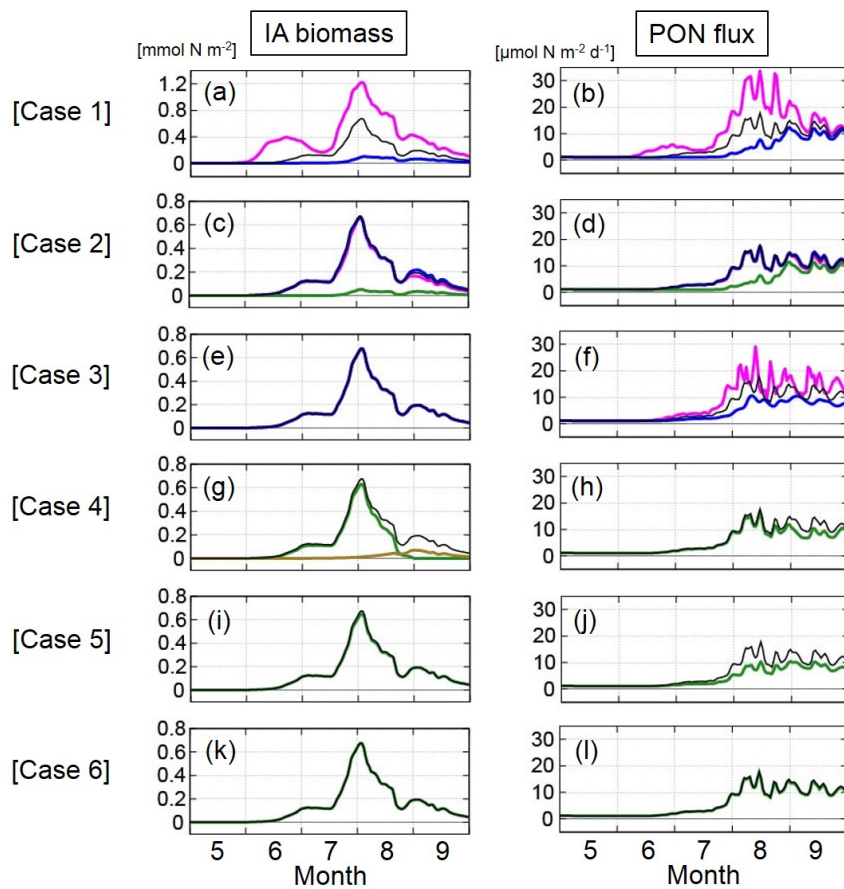 IA biomass
PON flux
[mmol N m-2]
[μmol N m-2 d-1]
[Case 1]
(a)
1.2
0.8
0.4
0
(b)
30
20
10
0
[Case 2]
(c)
0.8
0.6
0.4
0.2
0
(d)
30
20
10
0
[Case 3]
(e)
0.8
0.6
0.4
0.2
0
(f)
30
20
10
0
[Case 4]
(g)
0.8
0.6
0.4
0.2
0
(h)
30
20
10
0
[Case 5]
(i)
0.8
0.6
0.4
0.2
0
(j)
30
20
10
0
[Case 6]
(k)
0.8
0.6
0.4
0.2
0
(l)
30
20
10
0
5 6 7 8 9
Month
5 6 7 8 9
Month